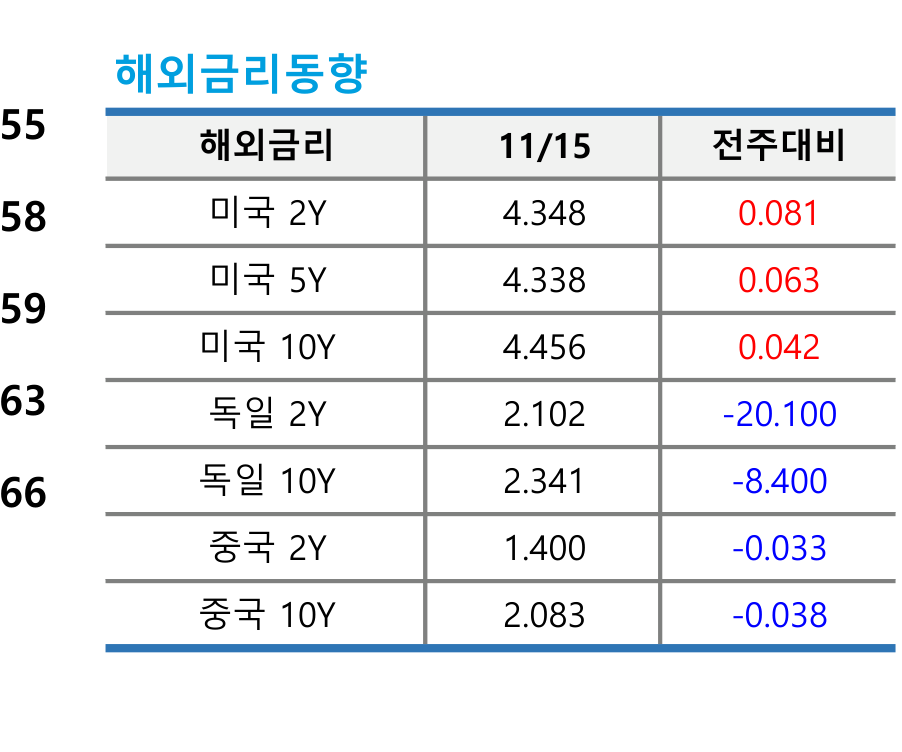 해외금리동향
55
58
59
63
66
해외금리 11/15 전주대비
미국 2Y 4.348 0.081
미국 5Y 4.338 0.063
미국 10Y 4.456 0.042
독일 2Y 2.102 -20.100
독일 10Y 2.341 -8.400
중국 2Y 1.400 -0.033
중국 10Y 2.083 -0.038